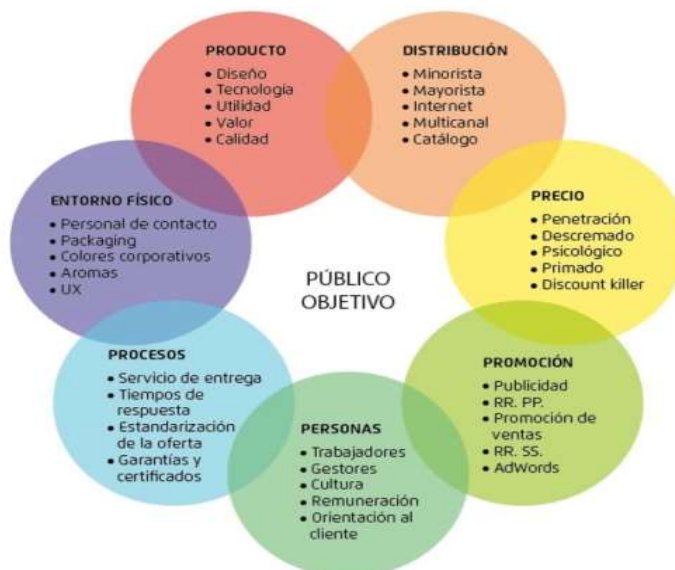 PRODUCTO
• Diseño
• Tecnología
• Utilidad
• Valor
• Calidad
DISTRIBUCIÓN
• Minorista
• Mayorista
• Internet
• Multicanal
• Catálogo
PRECIO
• Penetración
• Descremado
• Psicológico
• Primado
• Discount killer
PROMOCIÓN
• Publicidad
• RR. PP.
• Promoción de
ventas
• RR. SS.
• AdWords
PERSONAS
• Trabajadores
• Gestores
• Cultura
• Remuneración
• Orientación al
cliente
PROCESOS
• Servicio de entrega
• Tiempos de
respuesta
• Estandarización
de la oferta
• Garantías y
certificados
ENTORNO FÍSICO
• Personal de contacto
• Packaging
• Colores corporativos
• Aromas
• UX
PÚBLICO
OBJETIVO